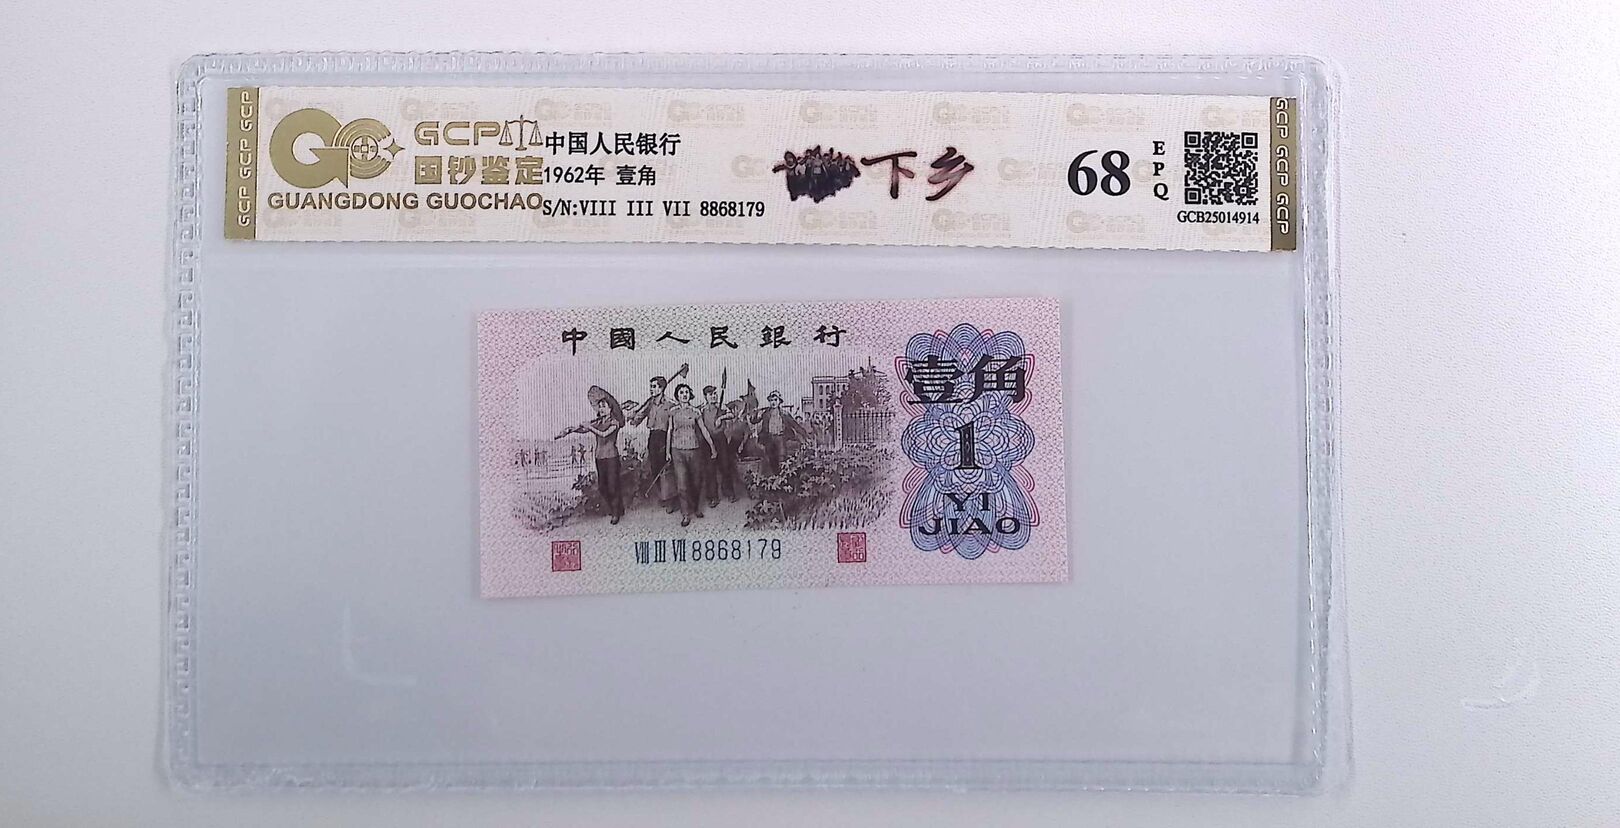 GCP
国钞鉴定
GUANGDONG GUOCHAO
中国人民银行
1962年 壹角
S/N:VIII III VII 8868179
下乡
68
EPQ
GCB25014914
GCP GCP GCP
GCP GCP GCP
中國人民銀行
壹角
1
YI
JIAO
VIII III VII 8868179